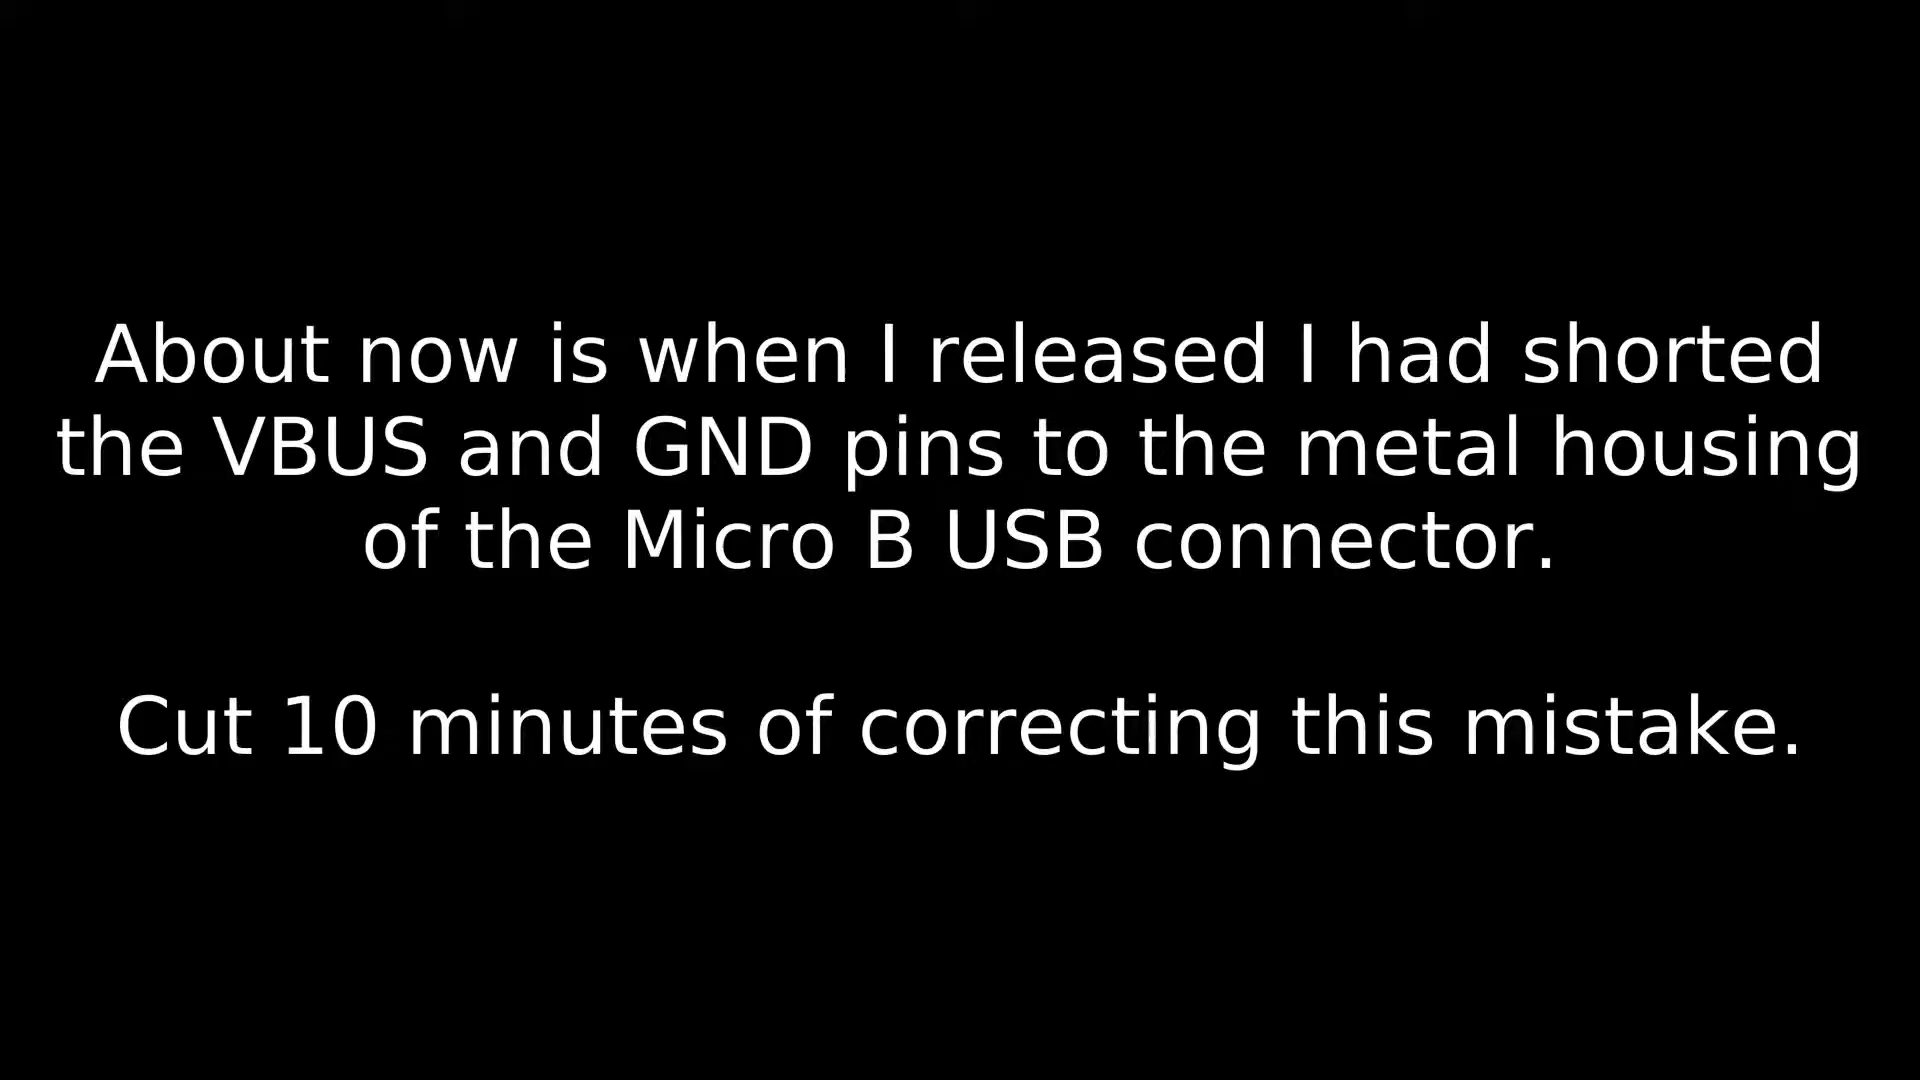 About now is when I released I had shorted
the VBUS and GND pins to the metal housing
of the Micro B USB connector.
Cut 10 minutes of correcting this mistake.